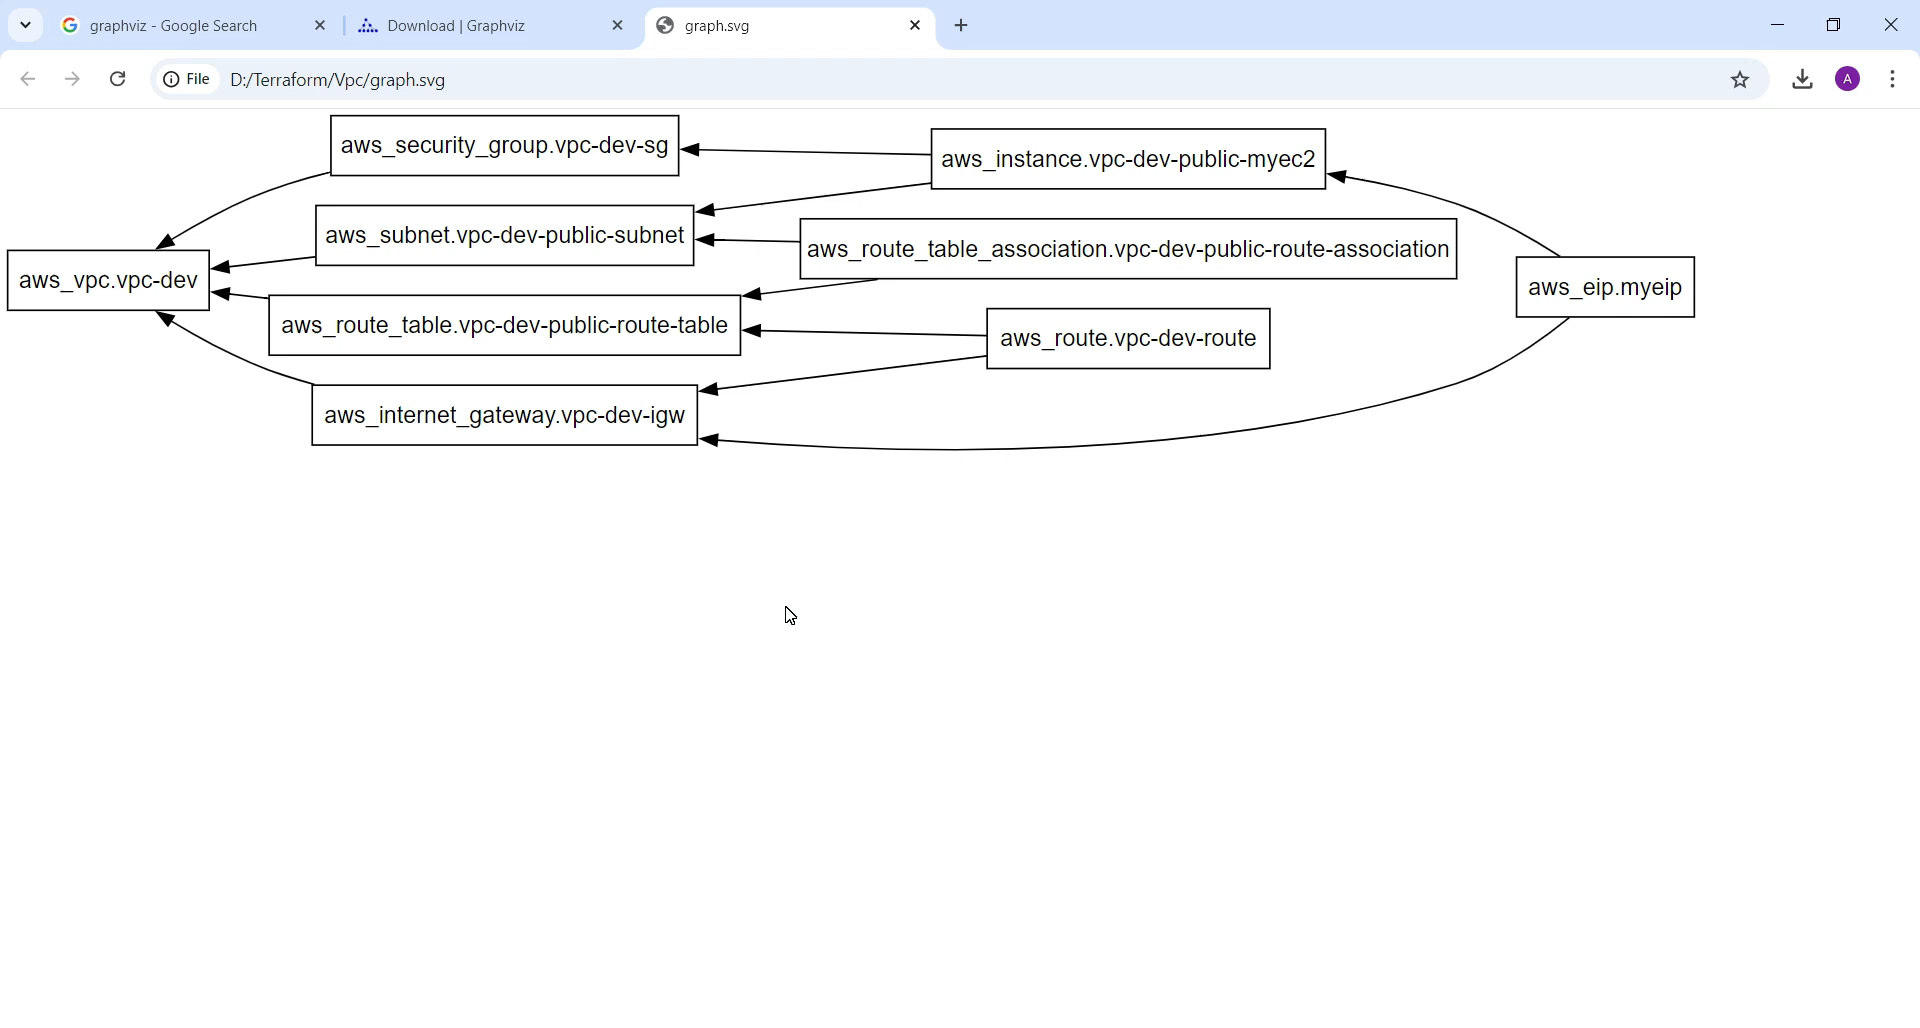 graphviz - Google Search
Download | Graphviz
graph.svg
File
D:/Terraform/Vpc/graph.svg
A
aws_security_group.vpc-dev-sg
aws_instance.vpc-dev-public-myec2
aws_subnet.vpc-dev-public-subnet
aws_route_table_association.vpc-dev-public-route-association
aws_vpc.vpc-dev
aws_eip.myeip
aws_route_table.vpc-dev-public-route-table
aws_route.vpc-dev-route
aws_internet_gateway.vpc-dev-igw